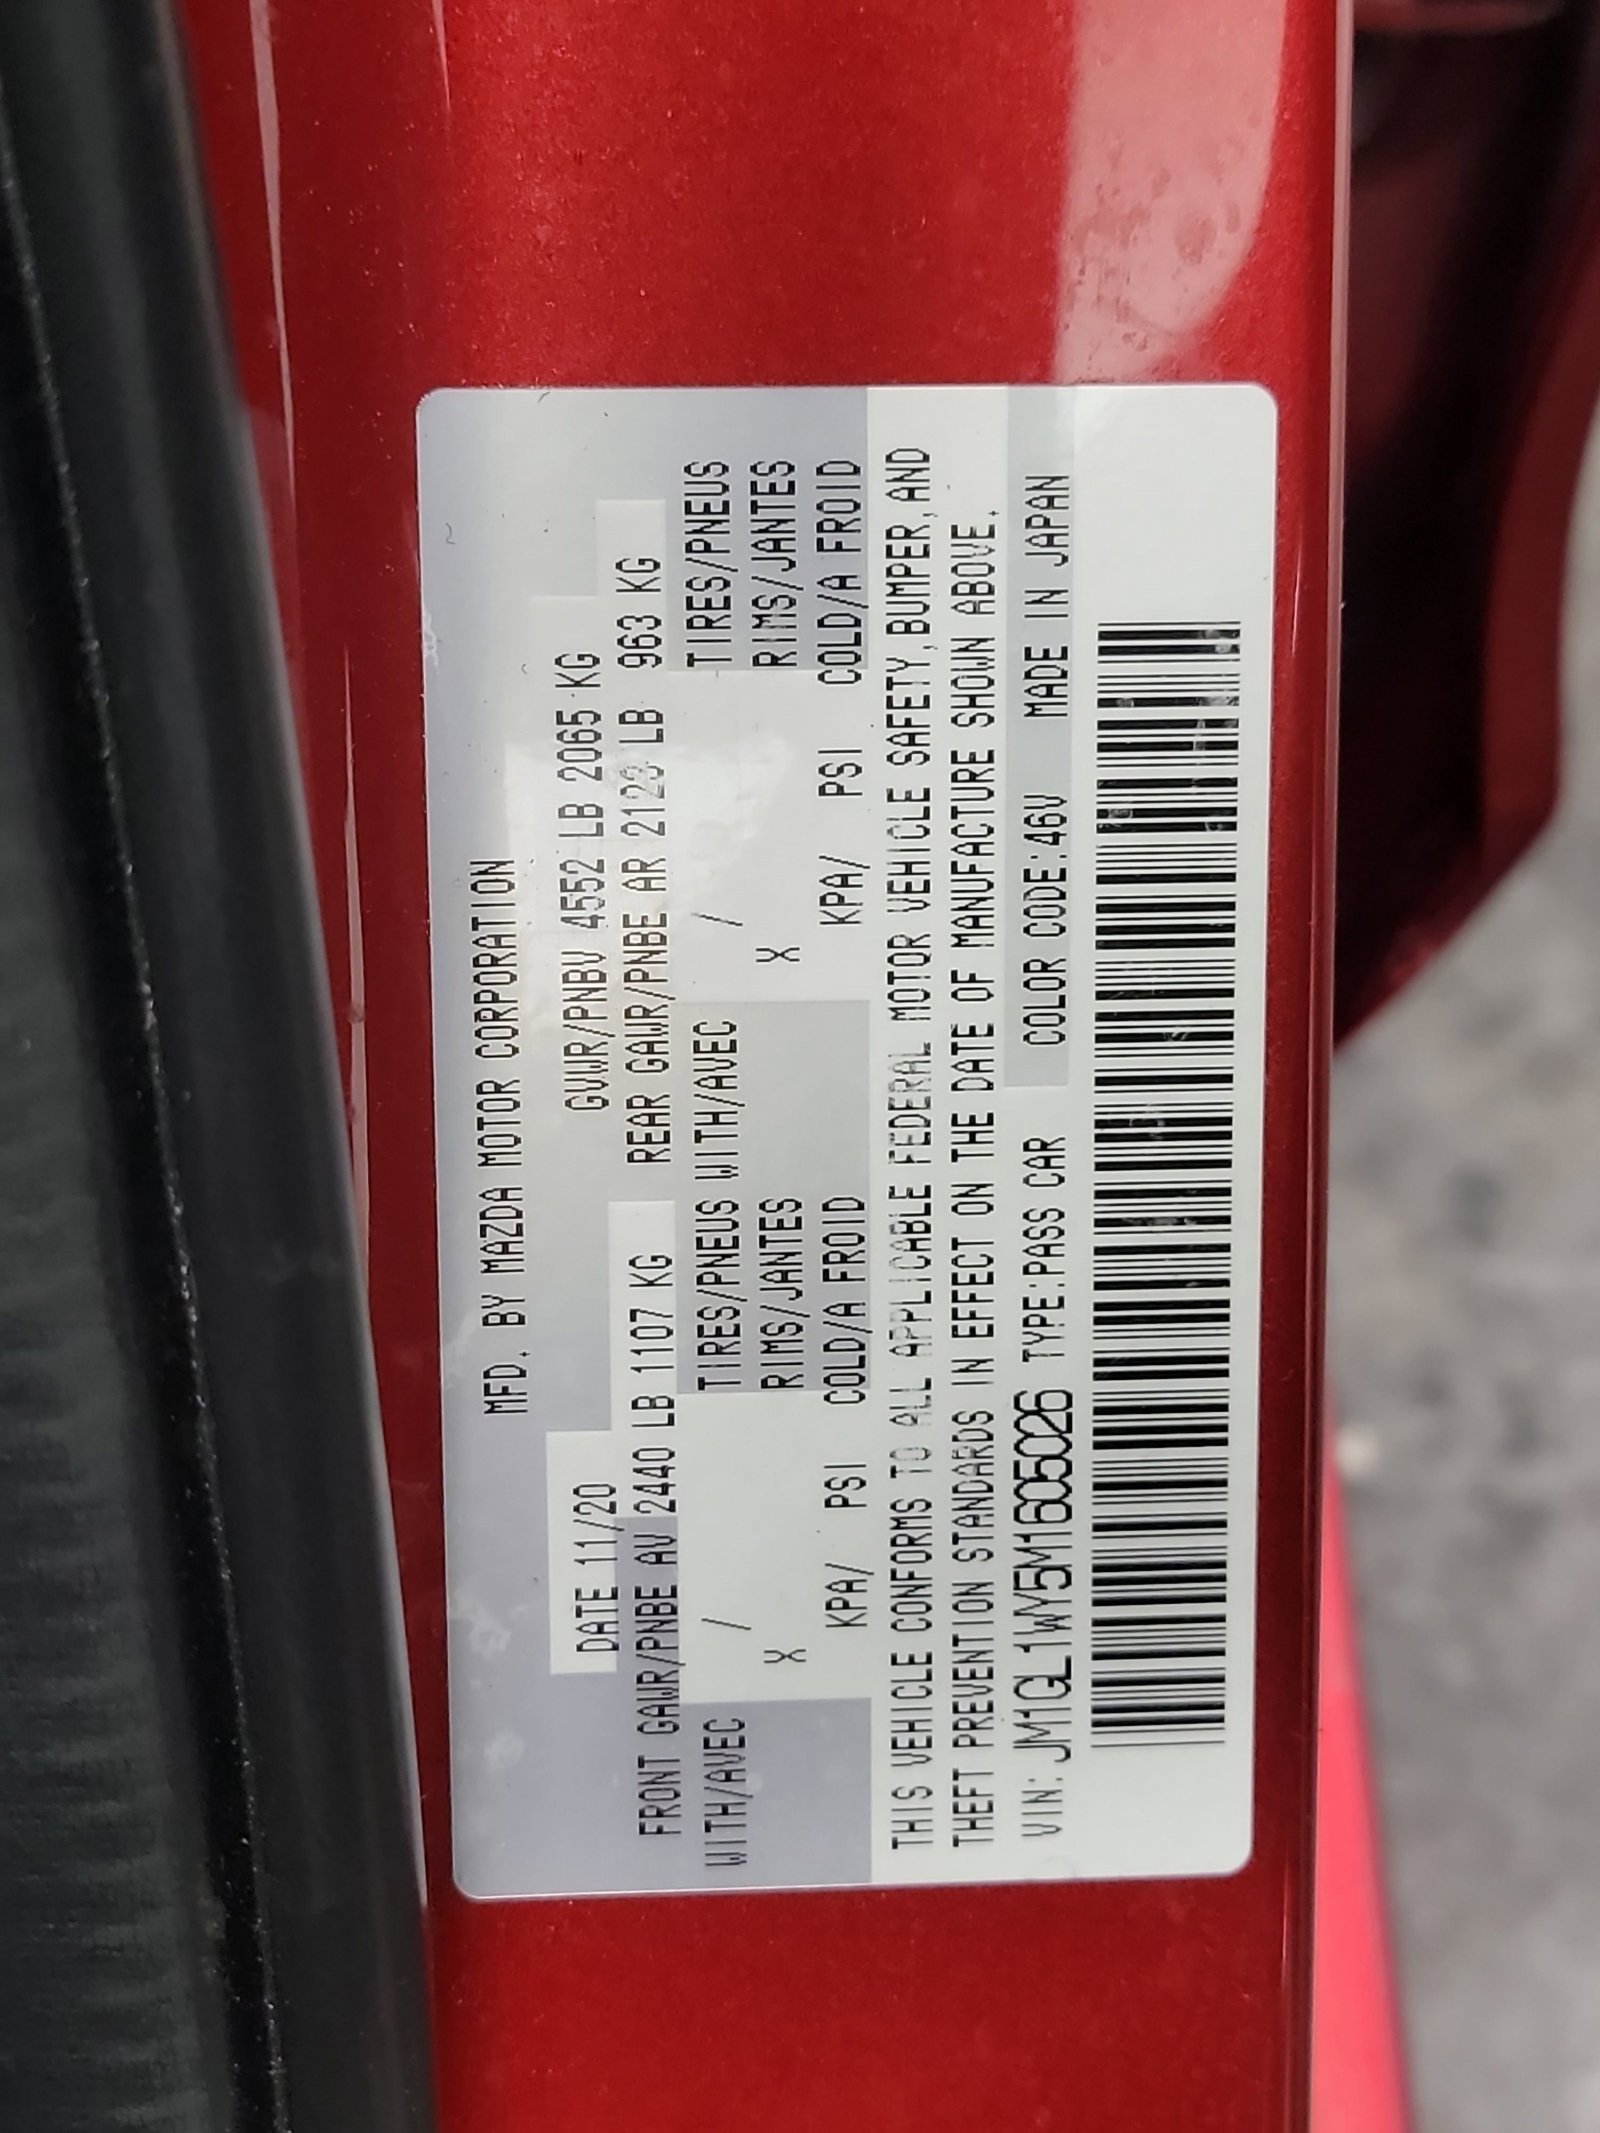 MFD. BY MAZDA MOTOR CORPORATION
DATE 11/20 GVWR/PNBV 4552 LB 2065 KG
FRONT GAWR/PNBE AV 2440 LB 1107 KG REAR GAWR/PNBE AR 2123 LB 963 KG
WITH/AVEC / TIRES/PNEUS WITH/AVEC / TIRES/PNEUS
X RIMS/JANTES X RIMS/JANTES
KPA/ PSI COLD/A FROID KPA/ PSI COLD/A FROID
THIS VEHICLE CONFORMS TO ALL APPLICABLE FEDERAL MOTOR VEHICLE SAFETY,BUMPER,AND
THEFT PREVENTION STANDARDS IN EFFECT ON THE DATE OF MANUFACTURE SHOWN ABOVE.
VIN: JM1GL1WY5M1605026 TYPE:PASS CAR COLOR CODE:46V MADE IN JAPAN